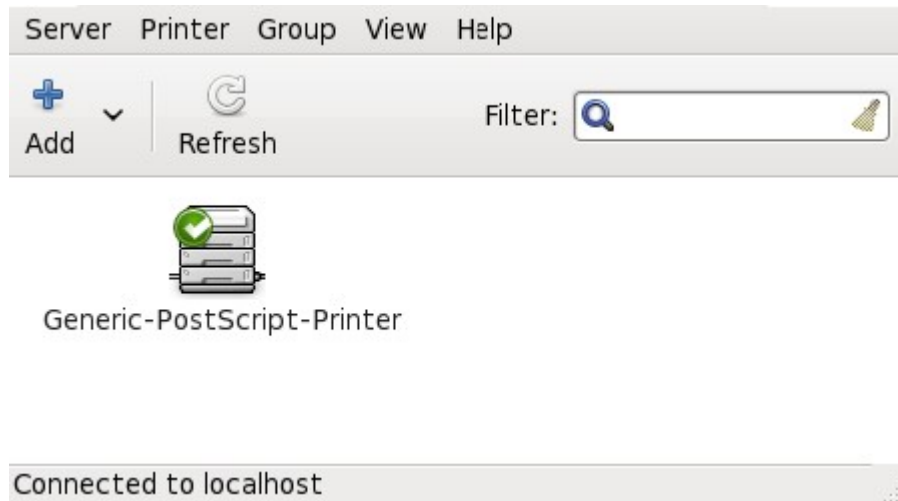 Server Printer Group View Help
Add Refresh Filter:
Generic-PostScript-Printer
Connected to localhost